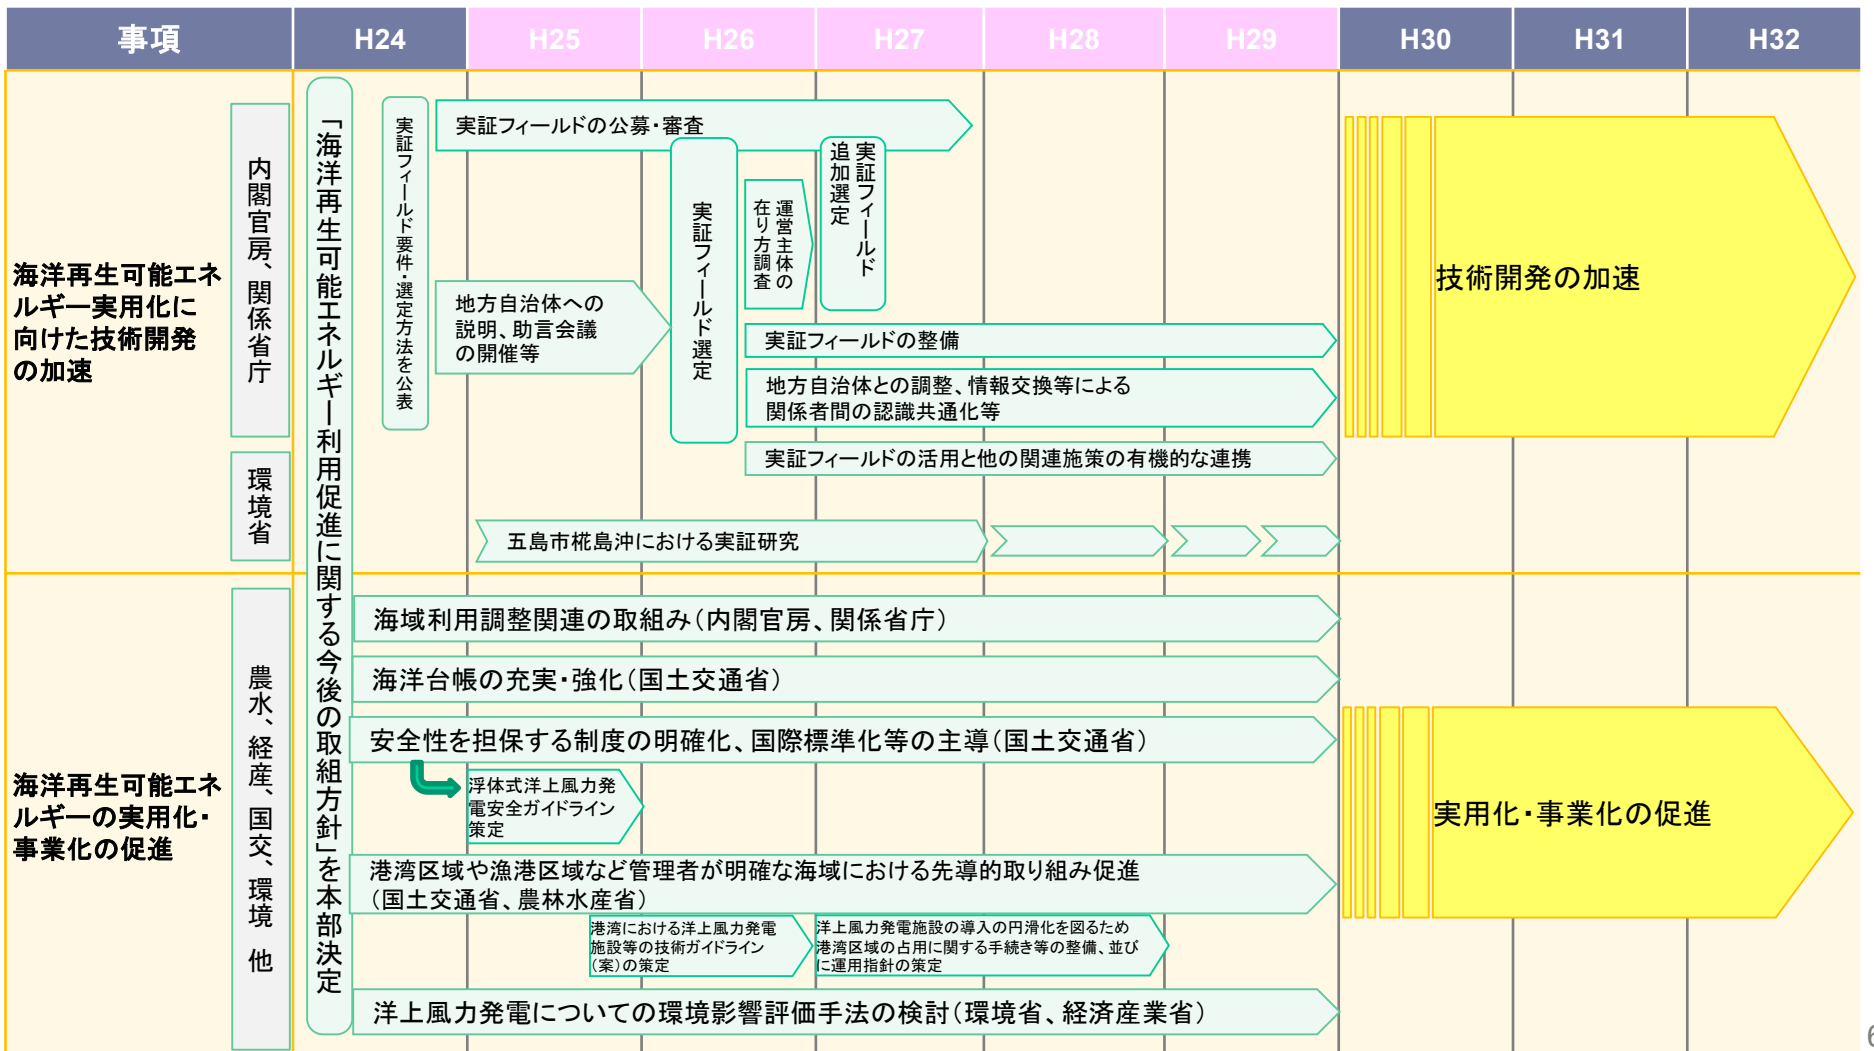 事項
H24
H25
H26
H27
H28
H29
H30
H31
H32
海洋再生可能エネ
ルギー実用化に
向けた技術開発
の加速
内閣官房、関係省庁
環境省
「海洋再生可能エネルギー利用促進に関する今後の取組方針」を本部決定
実証フィールド要件・選定方法を公表
実証フィールドの公募・審査
地方自治体への
説明、助言会議
の開催等
実証フィールド選定
運営主体の
在り方調査
実証フィールド
追加選定
実証フィールドの整備
地方自治体との調整、情報交換等による
関係者間の認識共通化等
実証フィールドの活用と他の関連施策の有機的な連携
五島市椛島沖における実証研究
技術開発の加速
海洋再生可能エネ
ルギーの実用化・
事業化の促進
農水、経産、国交、環境 他
海域利用調整関連の取組み（内閣官房、関係省庁）
海洋台帳の充実・強化（国土交通省）
安全性を担保する制度の明確化、国際標準化等の主導（国土交通省）
浮体式洋上風力発
電安全ガイドライン
策定
港湾区域や漁港区域など管理者が明確な海域における先導的取り組み促進
（国土交通省、農林水産省）
港湾における洋上風力発電
施設等の技術ガイドライン
（案）の策定
洋上風力発電施設の導入の円滑化を図るため
港湾区域の占用に関する手続き等の整備、並び
に運用指針の策定
洋上風力発電についての環境影響評価手法の検討（環境省、経済産業省）
実用化・事業化の促進
6